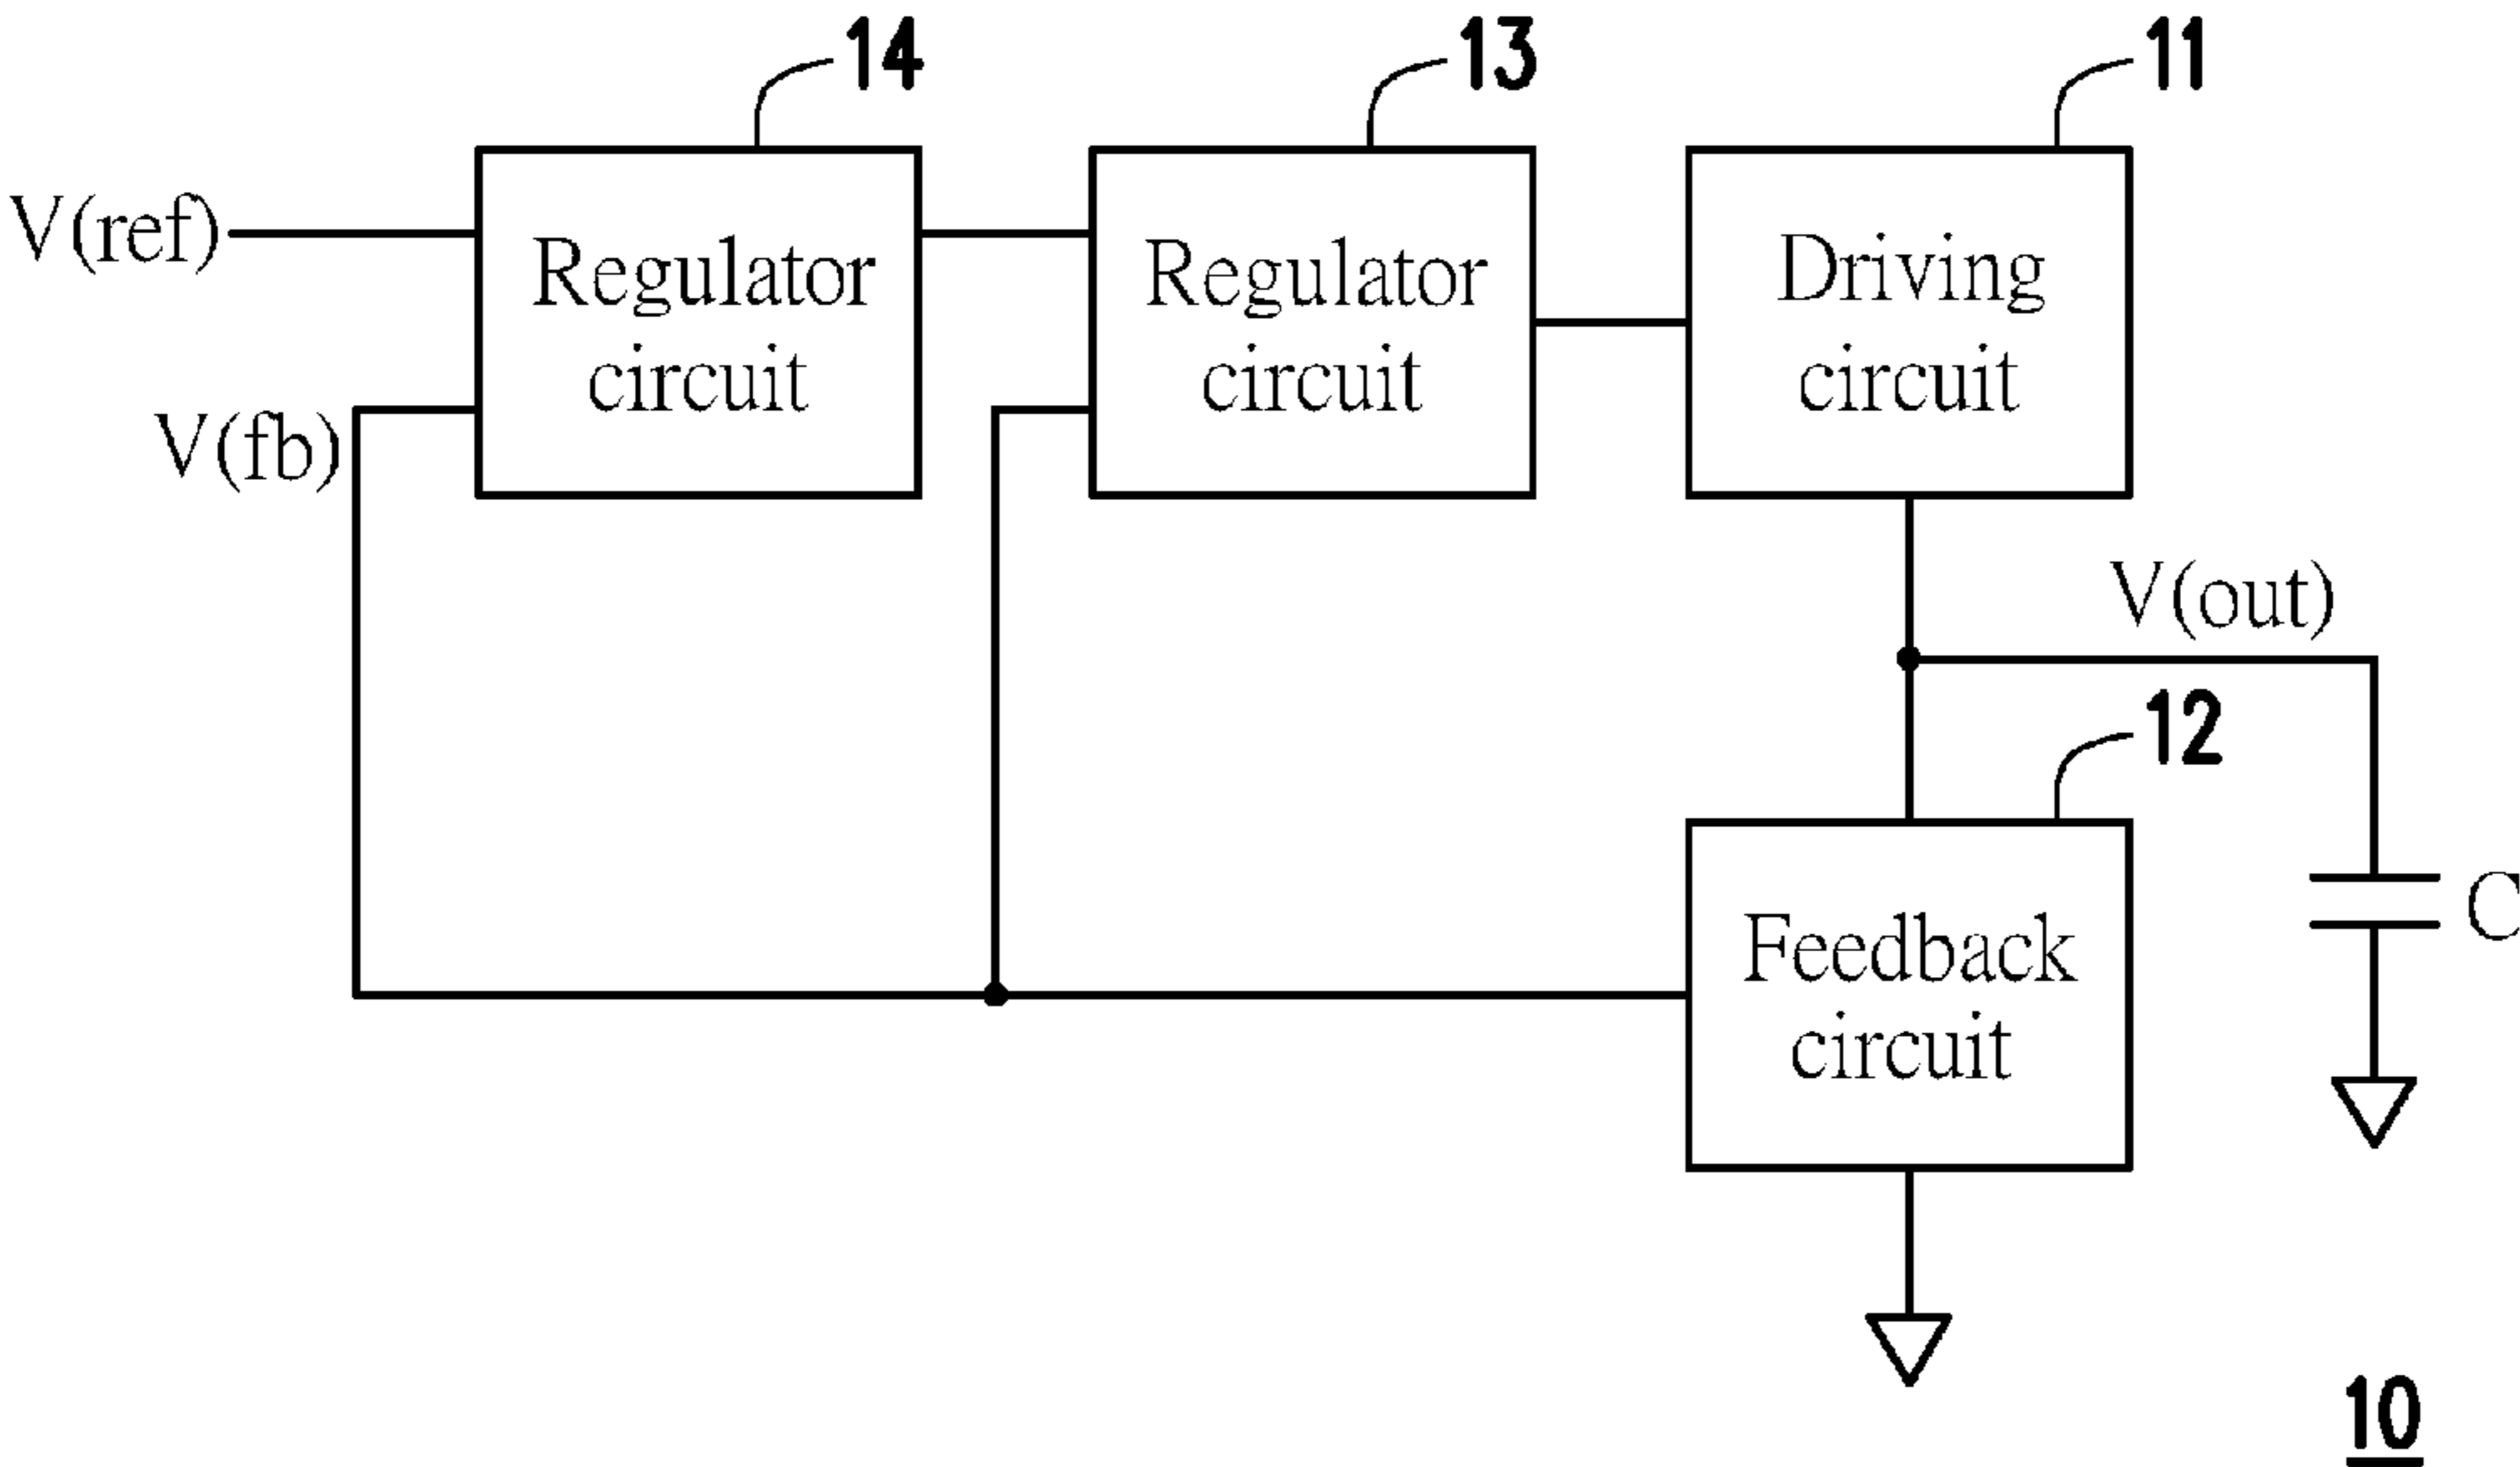 14
13
11
V(ref)
Regulator
circuit
Regulator
circuit
Driving
circuit
V(fb)
V(out)
12
Feedback
circuit
C
10